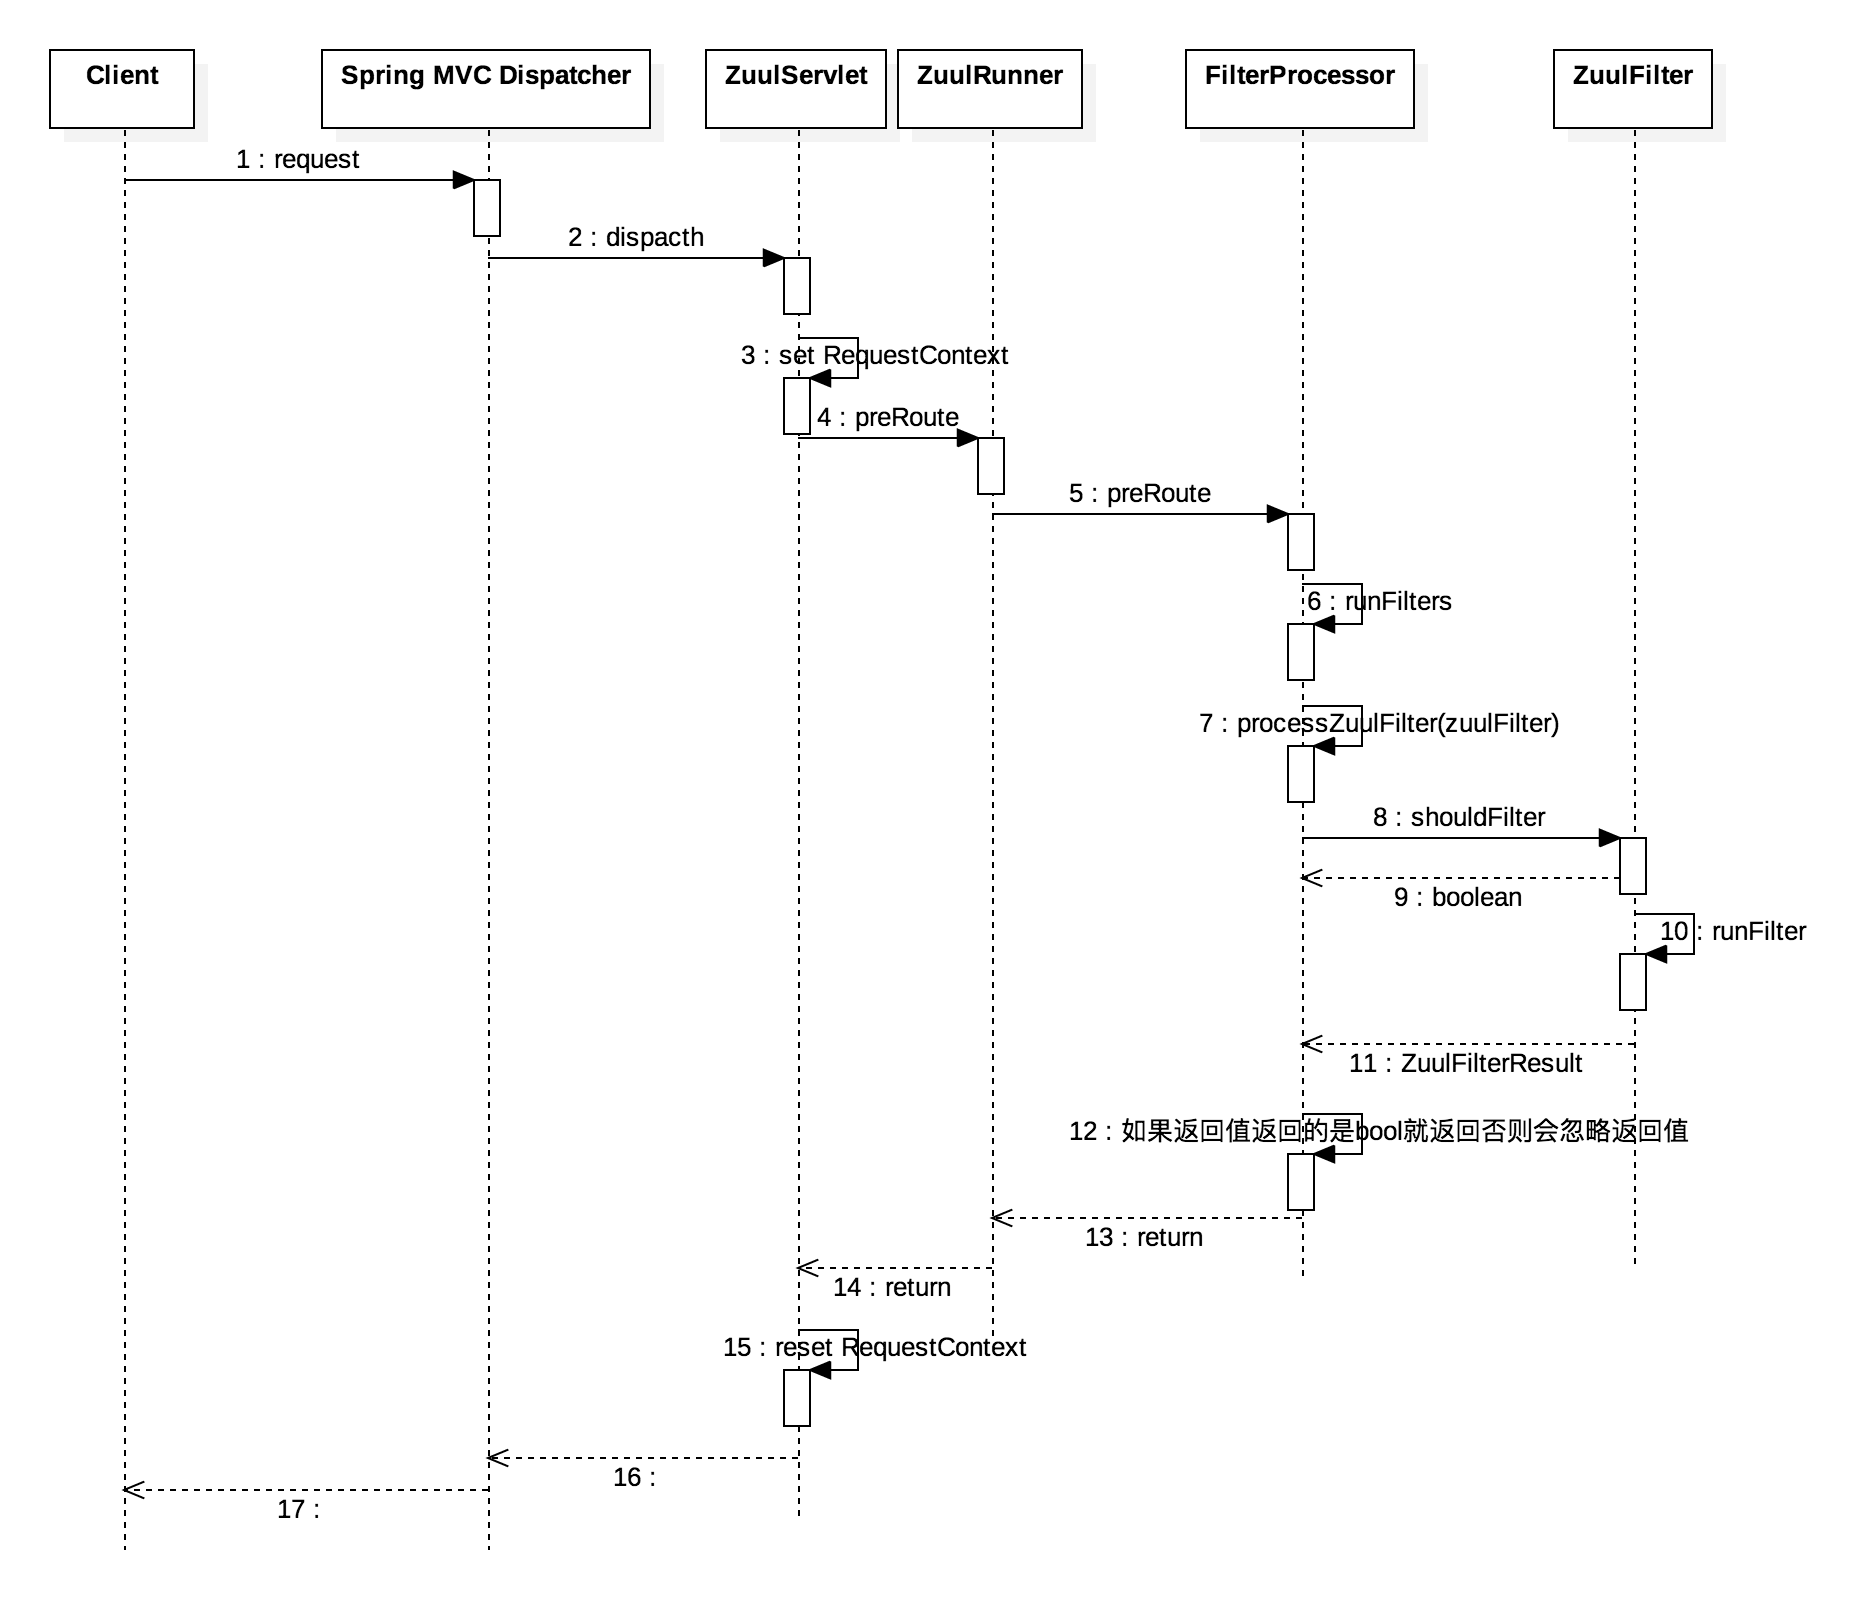 Client
Spring MVC Dispatcher
ZuulServlet
ZuulRunner
FilterProcessor
ZuulFilter
1 : request
2 : dispacth
3 : set RequestContext
4 : preRoute
5 : preRoute
6 : runFilters
7 : processZuulFilter(zuulFilter)
8 : shouldFilter
9 : boolean
10 : runFilter
11 : ZuulFilterResult
12 : 如果返回值返回的是bool就返回否则会忽略返回值
13 : return
14 : return
15 : reset RequestContext
16 :
17 :